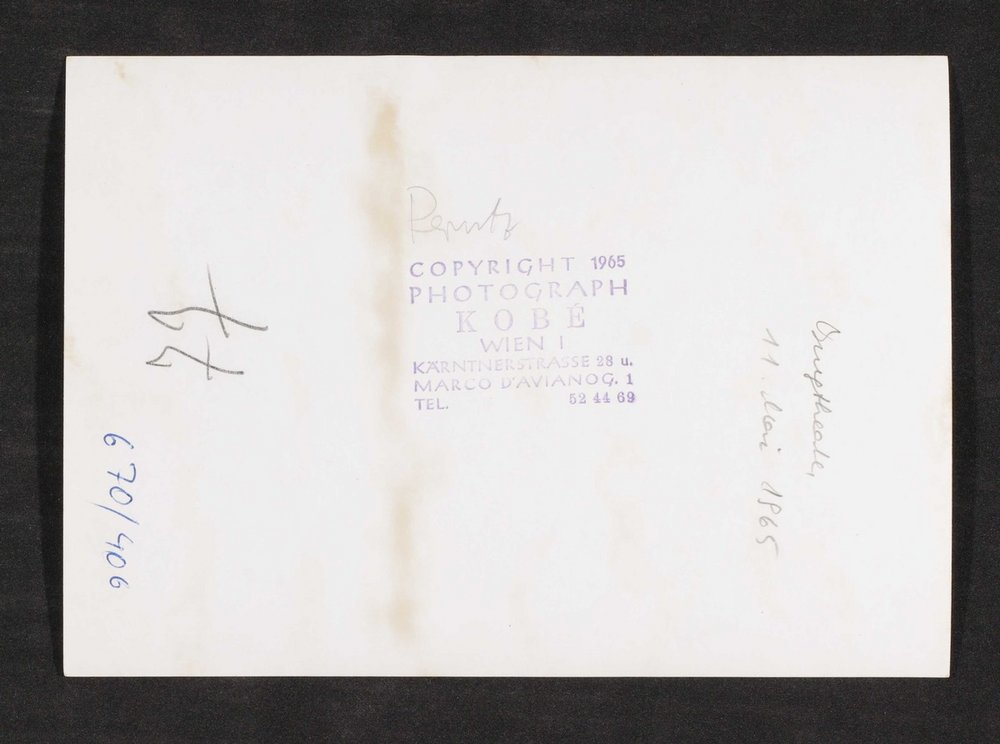 COPYRIGHT 1965
PHOTOGRAPH
KOBÉ
WIEN I
KÄRNTNERSTRASSE 28 u.
MARCO D'AVIANOG. 1
TEL. 52 44 69
Burgtheater,
11. Mai 1965
670/406